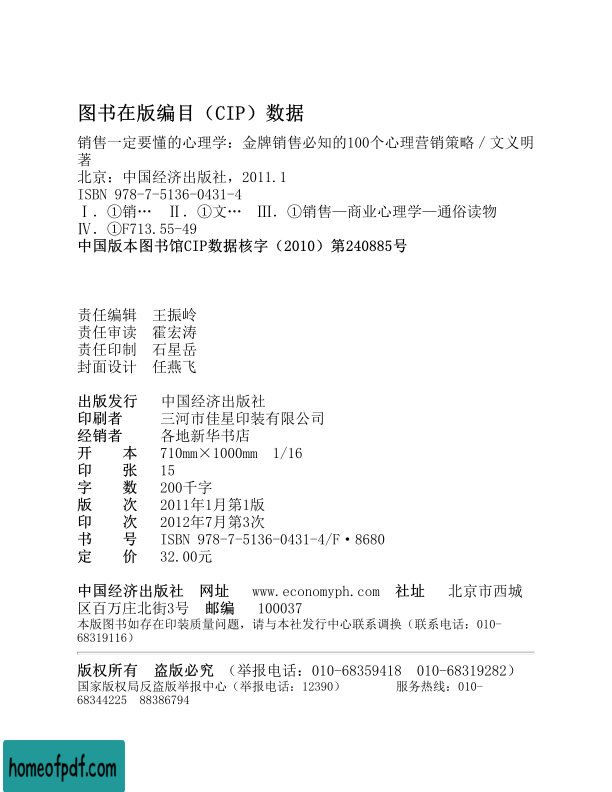 图书在版编目（CIP）数据
销售一定要懂的心理学：金牌销售必知的100个心理营销策略／文义明
著
北京：中国经济出版社，2011.1
ISBN 978-7-5136-0431-4
Ⅰ．①销…　Ⅱ．①文…　Ⅲ．①销售—商业心理学—通俗读物
Ⅳ．①F713.55-49
中国版本图书馆CIP数据核字（2010）第240885号
责任编辑　王振岭
责任审读　霍宏涛
责任印制　石星岳
封面设计　任燕飞
出版发行　中国经济出版社
印刷者　三河市佳星印装有限公司
经销者　各地新华书店
开　本　710mm×1000mm　1/16
印　张　15
字　数　200千字
版　次　2011年1月第1版
印　次　2012年7月第3次
书　号　ISBN 978-7-5136-0431-4/F·8680
定　价　32.00元
中国经济出版社　网址　www.economyph.com　社址　北京市西城
区百万庄北街3号　邮编　100037
本版图书如存在印装质量问题，请与本社发行中心联系调换（联系电话：010-
68319116）
版权所有　盗版必究（举报电话：010-68359418　010-68319282）
国家版权局反盗版举报中心（举报电话：12390）　服务热线：010-
68344225　88386794
homeofpdf.com